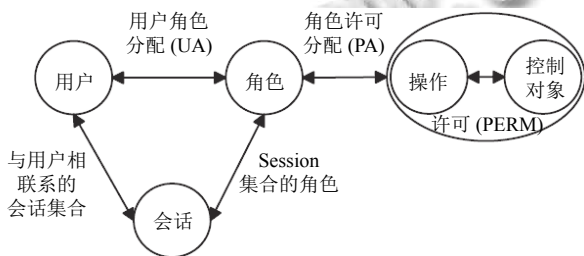 用户角色
分配 (UA)
角色许可
分配 (PA)
用户
角色
操作
控制
对象
许可 (PERM)
与用户相
联系的
会话集合
Session
集合的角色
会话